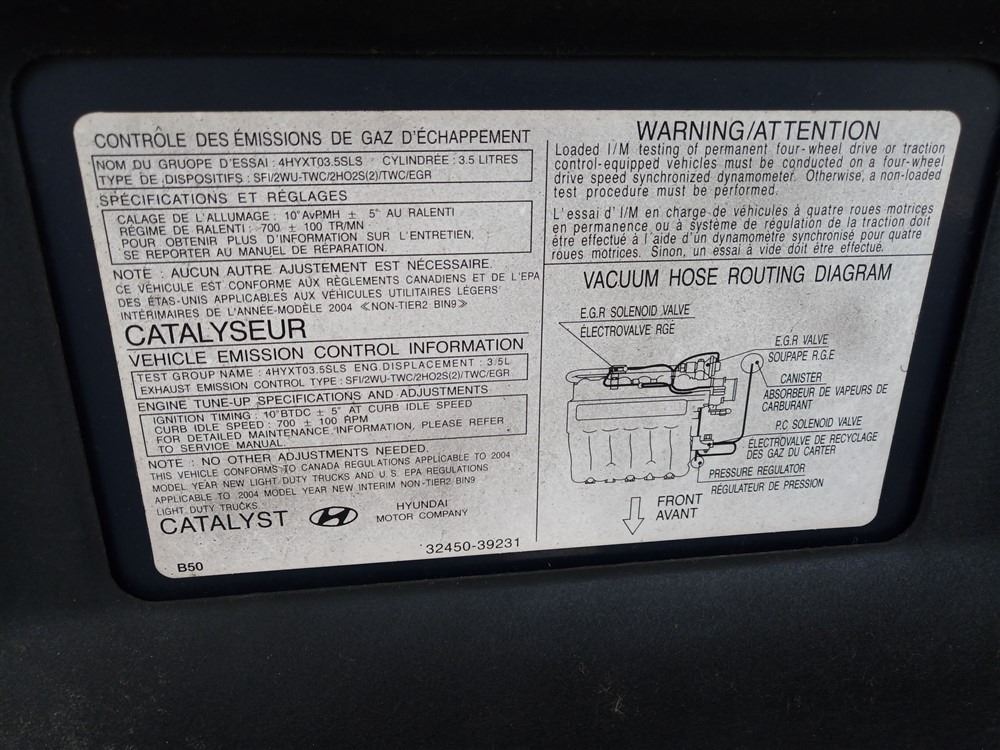 CONTRÔLE DES ÉMISSIONS DE GAZ D'ÉCHAPPEMENT
NOM DU GRUOPE D'ESSAI : 4HYXT03.5SLS CYLINDRÉE : 3.5 LITRES
TYPE DE DISPOSITIFS : SFI/2WU-TWC/2HO2S(2)/TWC/EGR
SPÉCIFICATIONS ET RÉGLAGES
CALAGE DE L'ALLUMAGE : 10°AvPMH ± 5° AU RALENTI
RÉGIME DE RALENTI : 700 ± 100 TR/MN
POUR OBTENIR PLUS D'INFORMATION SUR L'ENTRETIEN,
SE REPORTER AU MANUEL DE RÉPARATION.
NOTE : AUCUN AUTRE AJUSTEMENT EST NÉCESSAIRE.
CE VÉHICULE EST CONFORME AUX RÈGLEMENTS CANADIENS ET DE L'EPA
DES ÉTAS-UNIS APPLICABLES AUX VÉHICULES UTILITAIRES LÉGERS
INTÉRIMAIRES DE L'ANNÉE-MODÈLE 2004 ≪NON-TIER2 BIN9≫
CATALYSEUR
VEHICLE EMISSION CONTROL INFORMATION
TEST GROUP NAME : 4HYXT03.5SLS ENG.DISPLACEMENT : 3.5L
EXHAUST EMISSION CONTROL TYPE : SFI/2WU-TWC/2HO2S(2)/TWC/EGR
ENGINE TUNE-UP SPECIFICATIONS AND ADJUSTMENTS
IGNITION TIMING : 10°BTDC ± 5° AT CURB IDLE SPEED
CURB IDLE SPEED : 700 ± 100 RPM
FOR DETAILED MAINTENANCE INFORMATION, PLEASE REFER
TO SERVICE MANUAL.
NOTE : NO OTHER ADJUSTMENTS NEEDED.
THIS VEHICLE CONFORMS TO CANADA REGULATIONS APPLICABLE TO 2004
MODEL YEAR NEW LIGHT DUTY TRUCKS AND U.S. EPA REGULATIONS
APPLICABLE TO 2004 MODEL YEAR NEW INTERIM NON-TIER2 BIN9
LIGHT DUTY TRUCKS.
CATALYST
HYUNDAI
MOTOR COMPANY
32450-39231
B50
WARNING/ATTENTION
Loaded I/M testing of permanent four-wheel drive or traction
control-equipped vehicles must be conducted on a four-wheel
drive speed synchronized dynamometer. Otherwise, a non-loaded
test procedure must be performed.
L'essai d'I/M en charge de véhicules à quatre roues motrices
en permanence ou à système de régulation de la traction doit
être effectué à l'aide d'un dynamomètre synchronisé pour quatre
roues motrices. Sinon, un essai à vide doit être effectué.
VACUUM HOSE ROUTING DIAGRAM
E.G.R SOLENOID VALVE
ÉLECTROVALVE RGE
E.G.R VALVE
SOUPAPE R.G.E
CANISTER
ABSORBEUR DE VAPEURS DE
CARBURANT
P.C SOLENOID VALVE
ÉLECTROVALVE DE RECYCLAGE
DES GAZ DU CARTER
PRESSURE REGULATOR
RÉGULATEUR DE PRESSION
FRONT
AVANT